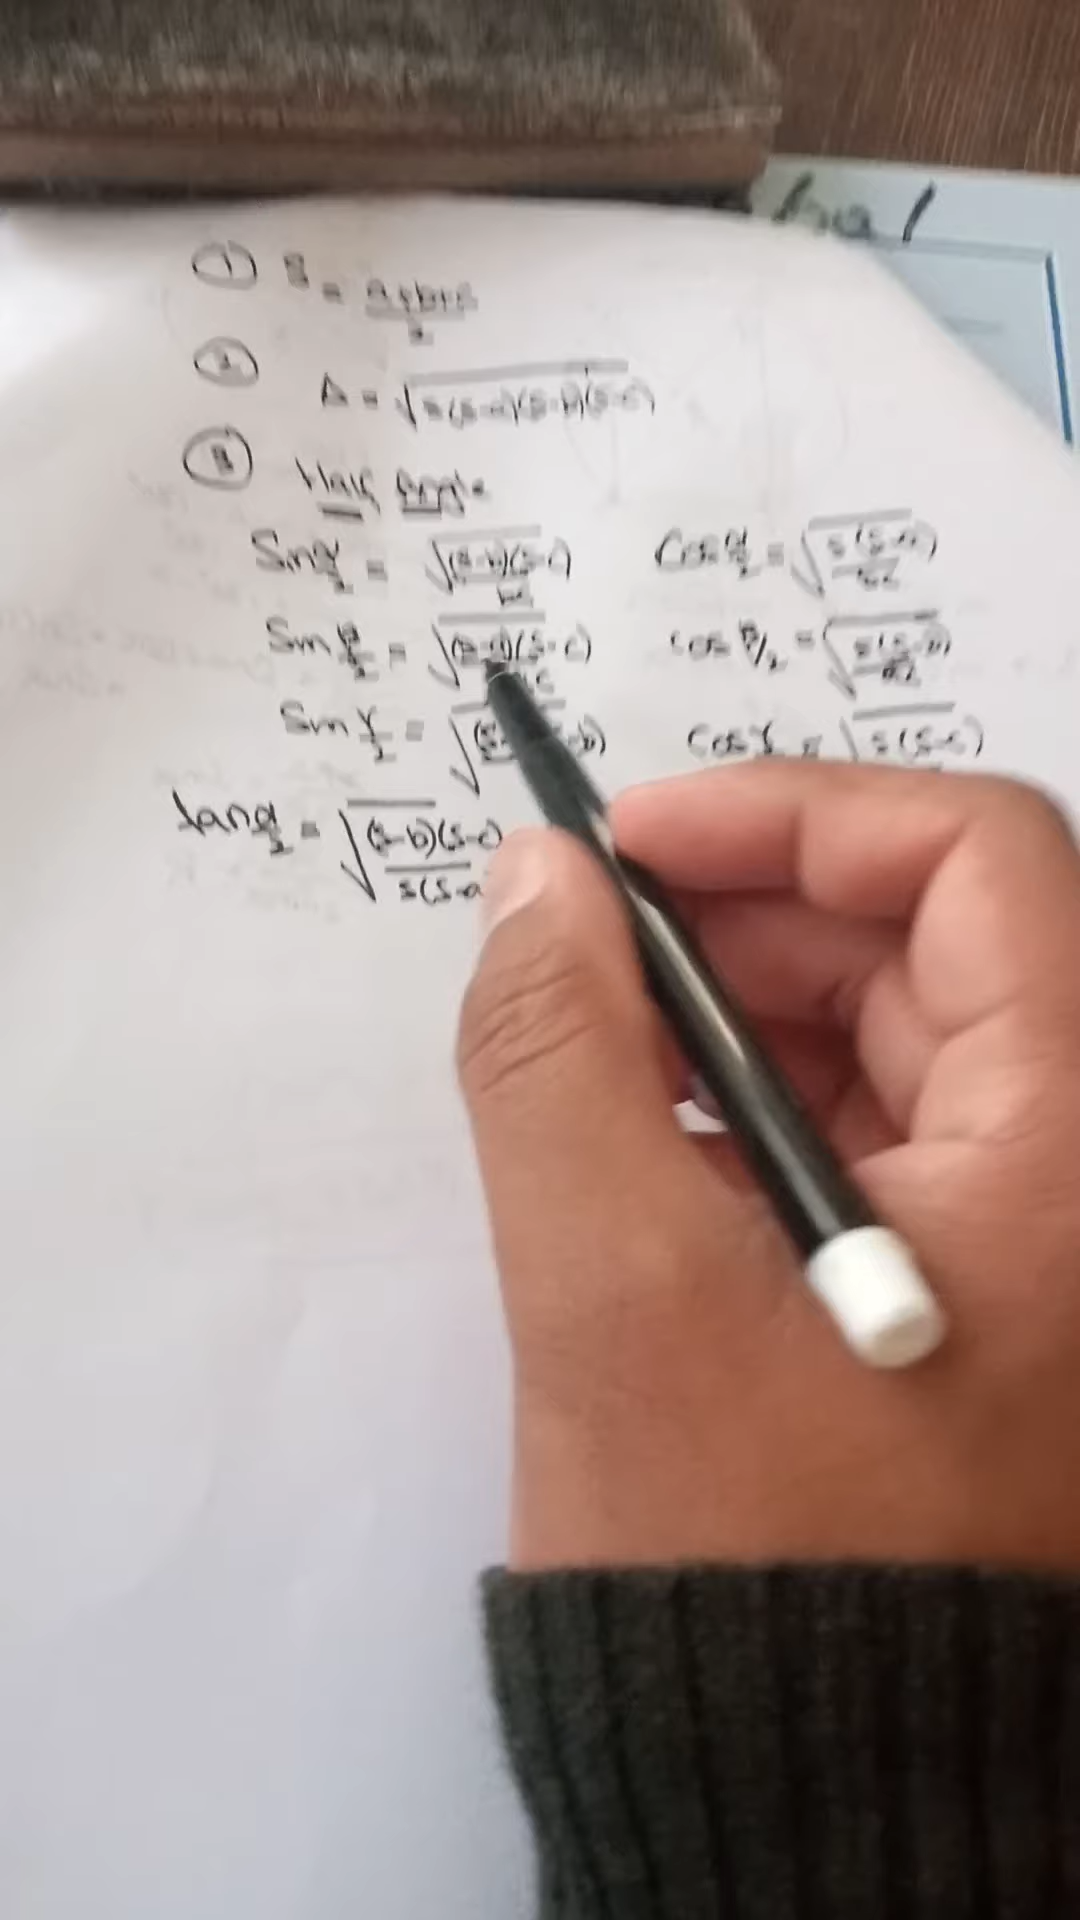 ① S = a+b+c/2
② Δ = √s(s-a)(s-b)(s-c)
③ Half Angle
Sin α/2 = √(s-b)(s-c)/bc Cos α/2 = √s(s-a)/bc
Sin β/2 = √(s-a)(s-c) Cos β/2 = √s(s-b)/ac
Sin γ/2 = √(s -b) Cos γ/2 = √s(s-c)
tan α/2 = √(s-b)(s-c)/s(s-a